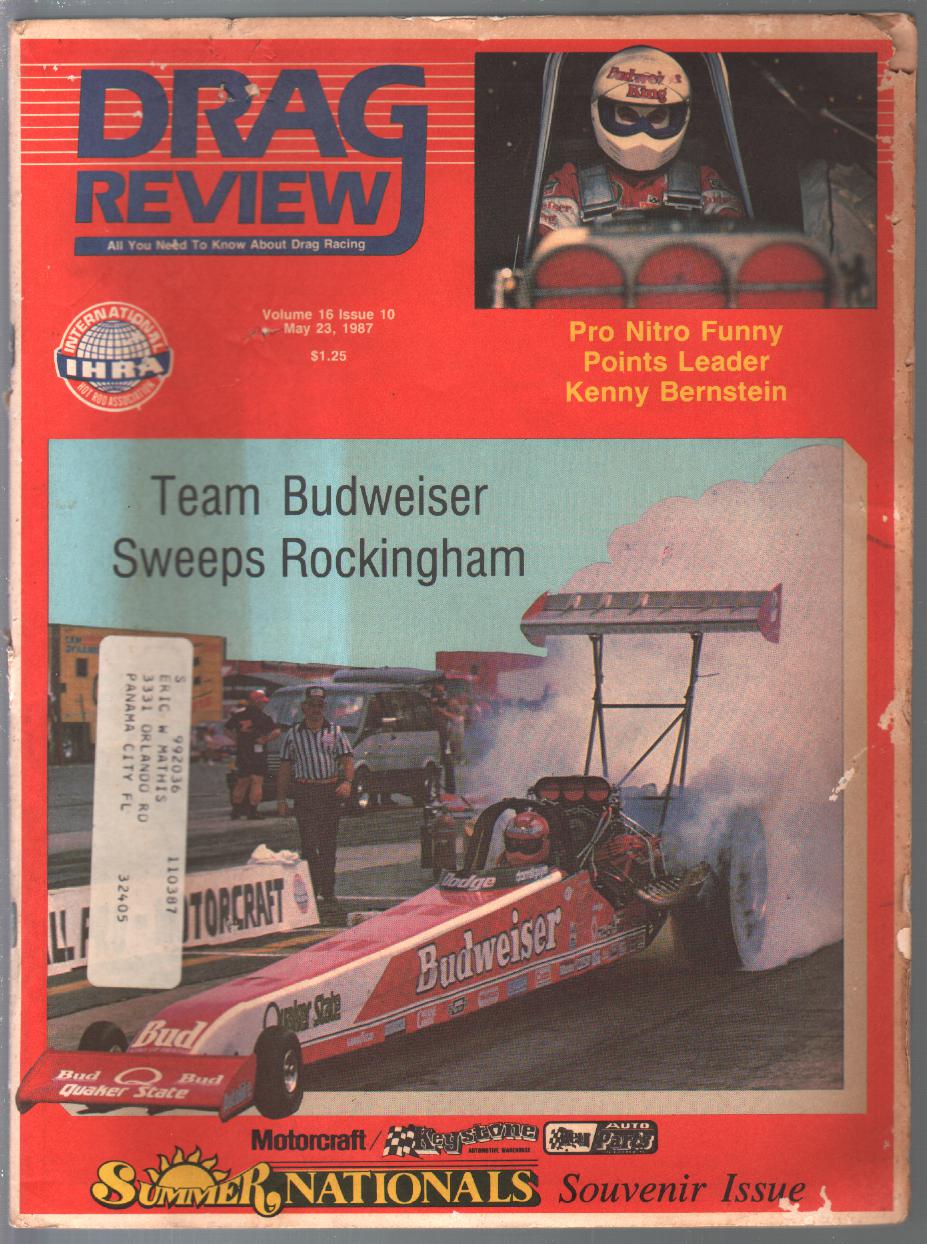 DRAG
REVIEW
All You Need To Know About Drag Racing
Budweiser
King
INTERNATIONAL
IHRA
HOT ROD ASSOCIATION
Volume 16 Issue 10
May 23, 1987
$1.25
Pro Nitro Funny
Points Leader
Kenny Bernstein
Team Budweiser
Sweeps Rockingham
S 992036 110387
ERIC W MATHIS
3331 ORLANDO RD
PANAMA CITY FL 32405
MOTORCRAFT
Dodge
Budweiser
Quaker State
Bud
Bud Bud
Quaker State
Motorcraft / Keystone
AUTOMOTIVE WAREHOUSE
AUTO
Parts
SUMMER NATIONALS Souvenir Issue